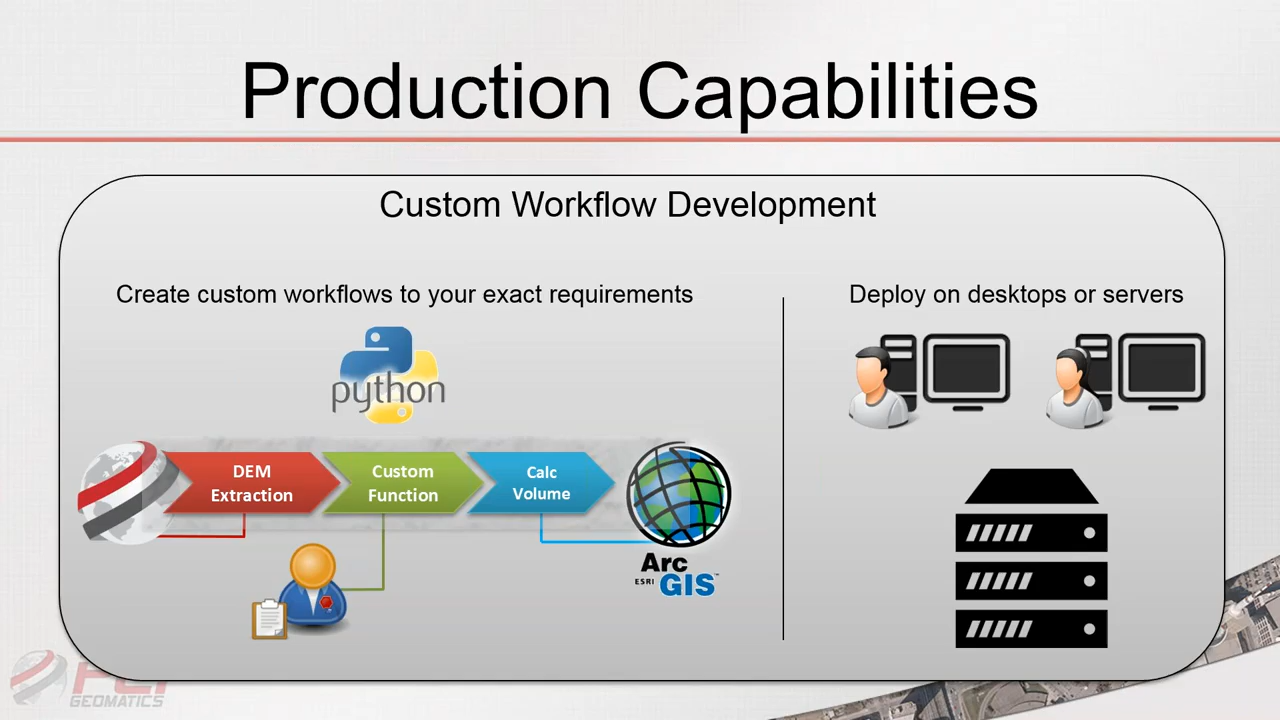 Production Capabilities
Custom Workflow Development
Create custom workflows to your exact requirements
Deploy on desktops or servers
python
DEM
Extraction
Custom
Function
Calc
Volume
Arc
ESRI GIS™
PCI
GEOMATICS